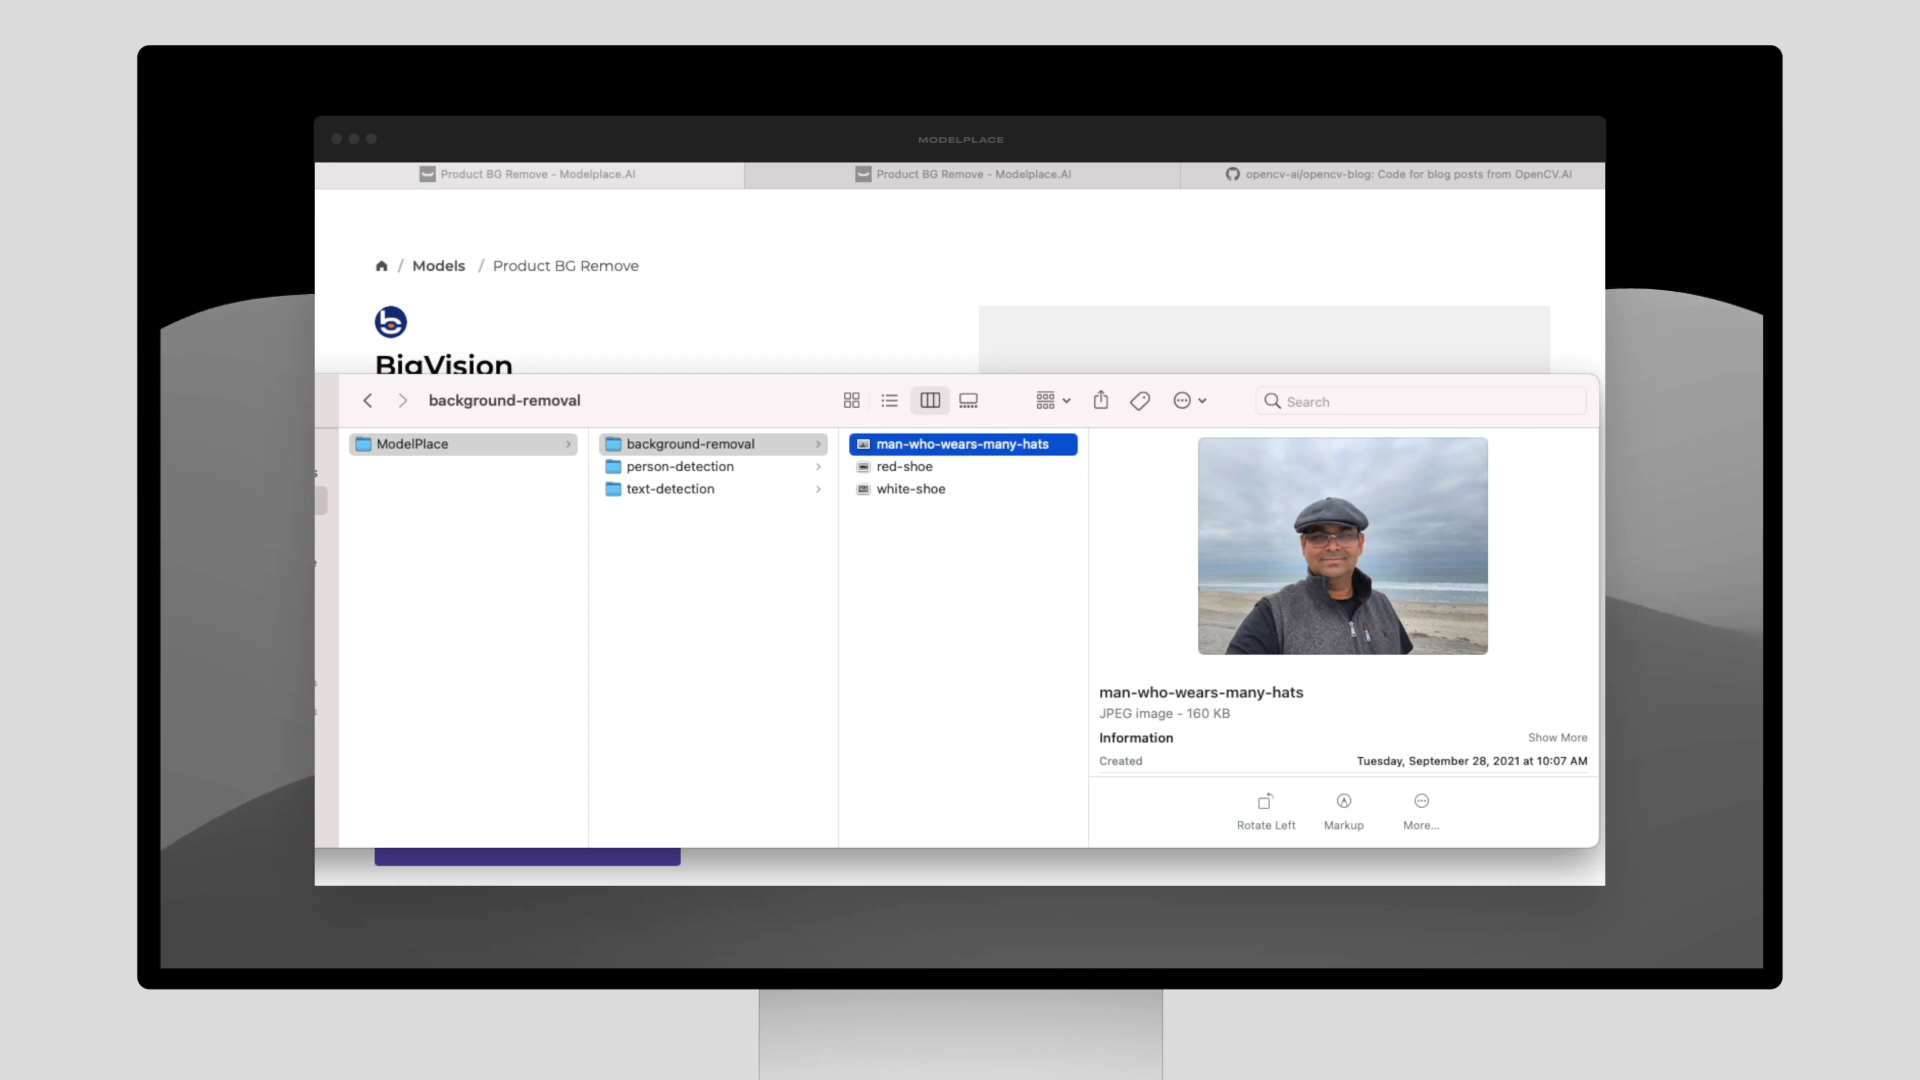 MODELPLACE
Product BG Remove - Modelplace.AI
Product BG Remove - Modelplace.AI
opencv-ai/opencv-blog: Code for blog posts from OpenCV.AI
/ Models / Product BG Remove
BigVision
background-removal
Search
ModelPlace
background-removal
person-detection
text-detection
man-who-wears-many-hats
red-shoe
white-shoe
man-who-wears-many-hats
JPEG image - 160 KB
Information
Show More
Created
Tuesday, September 28, 2021 at 10:07 AM
Rotate Left
Markup
More...